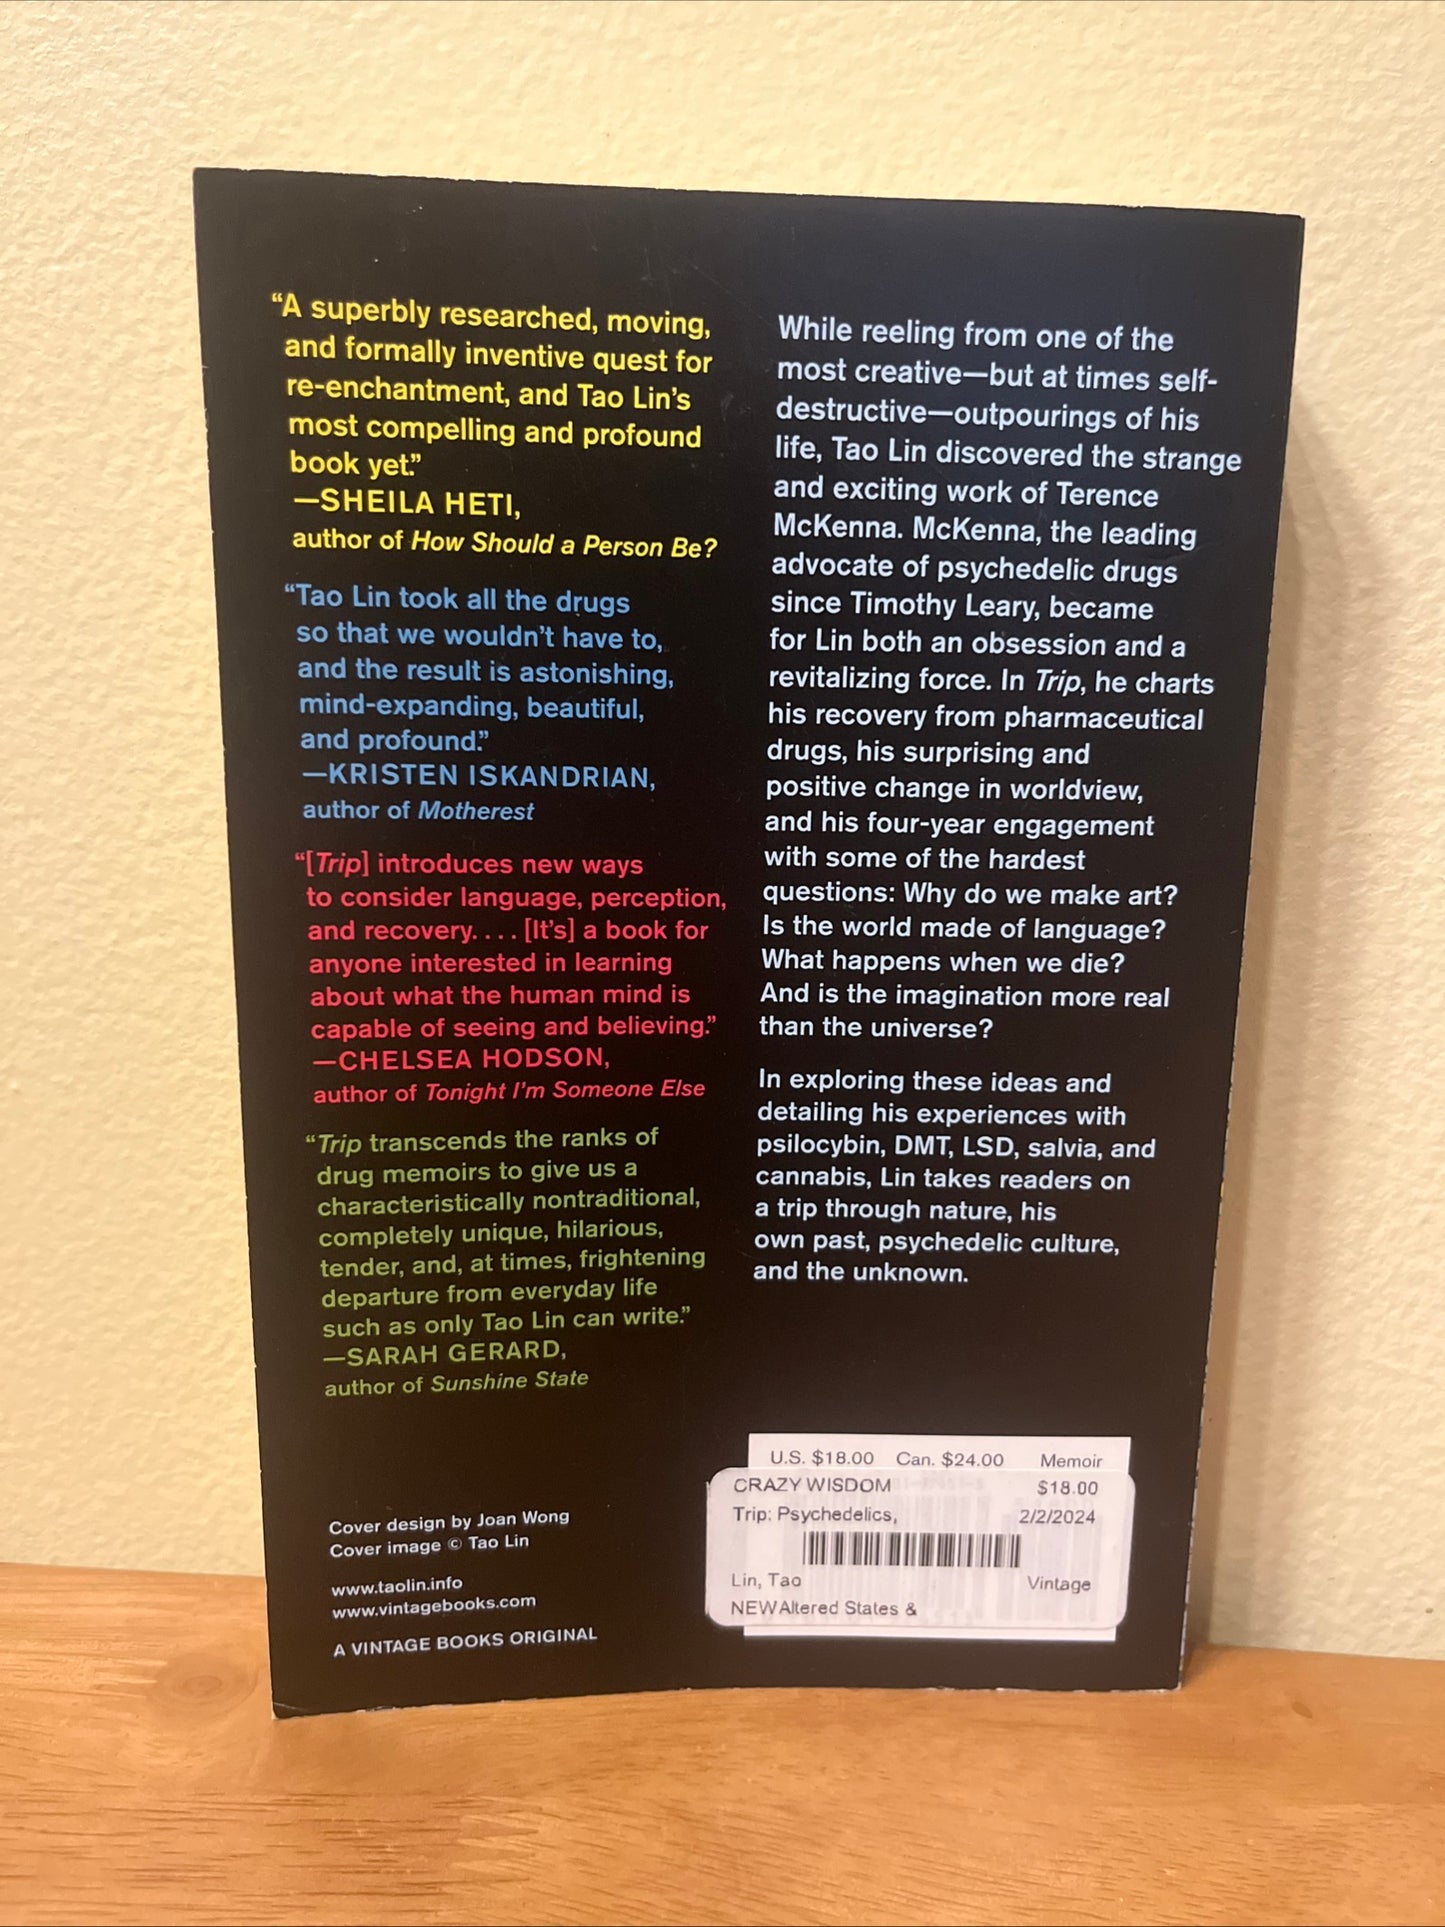 “A superbly researched, moving,
and formally inventive quest for
re-enchantment, and Tao Lin’s
most compelling and profound
book yet.”
—SHEILA HETI,
author of How Should a Person Be?
“Tao Lin took all the drugs
so that we wouldn’t have to,
and the result is astonishing,
mind-expanding, beautiful,
and profound.”
—KRISTEN ISKANDRIAN,
author of Motherest
“[Trip] introduces new ways
to consider language, perception,
and recovery. . . . [It’s] a book for
anyone interested in learning
about what the human mind is
capable of seeing and believing.”
—CHELSEA HODSON,
author of Tonight I’m Someone Else
“Trip transcends the ranks of
drug memoirs to give us a
characteristically nontraditional,
completely unique, hilarious,
tender, and, at times, frightening
departure from everyday life
such as only Tao Lin can write.”
—SARAH GERARD,
author of Sunshine State
Cover design by Joan Wong
Cover image © Tao Lin
www.taolin.info
www.vintagebooks.com
A VINTAGE BOOKS ORIGINAL
While reeling from one of the
most creative—but at times self-
destructive—outpourings of his
life, Tao Lin discovered the strange
and exciting work of Terence
McKenna. McKenna, the leading
advocate of psychedelic drugs
since Timothy Leary, became
for Lin both an obsession and a
revitalizing force. In Trip, he charts
his recovery from pharmaceutical
drugs, his surprising and
positive change in worldview,
and his four-year engagement
with some of the hardest
questions: Why do we make art?
Is the world made of language?
What happens when we die?
And is the imagination more real
than the universe?
In exploring these ideas and
detailing his experiences with
psilocybin, DMT, LSD, salvia, and
cannabis, Lin takes readers on
a trip through nature, his
own past, psychedelic culture,
and the unknown.
U.S. $18.00 Can. $24.00 Memoir
CRAZY WISDOM $18.00
Trip: Psychedelics, 2/2/2024
Lin, Tao Vintage
NEWAltered States &